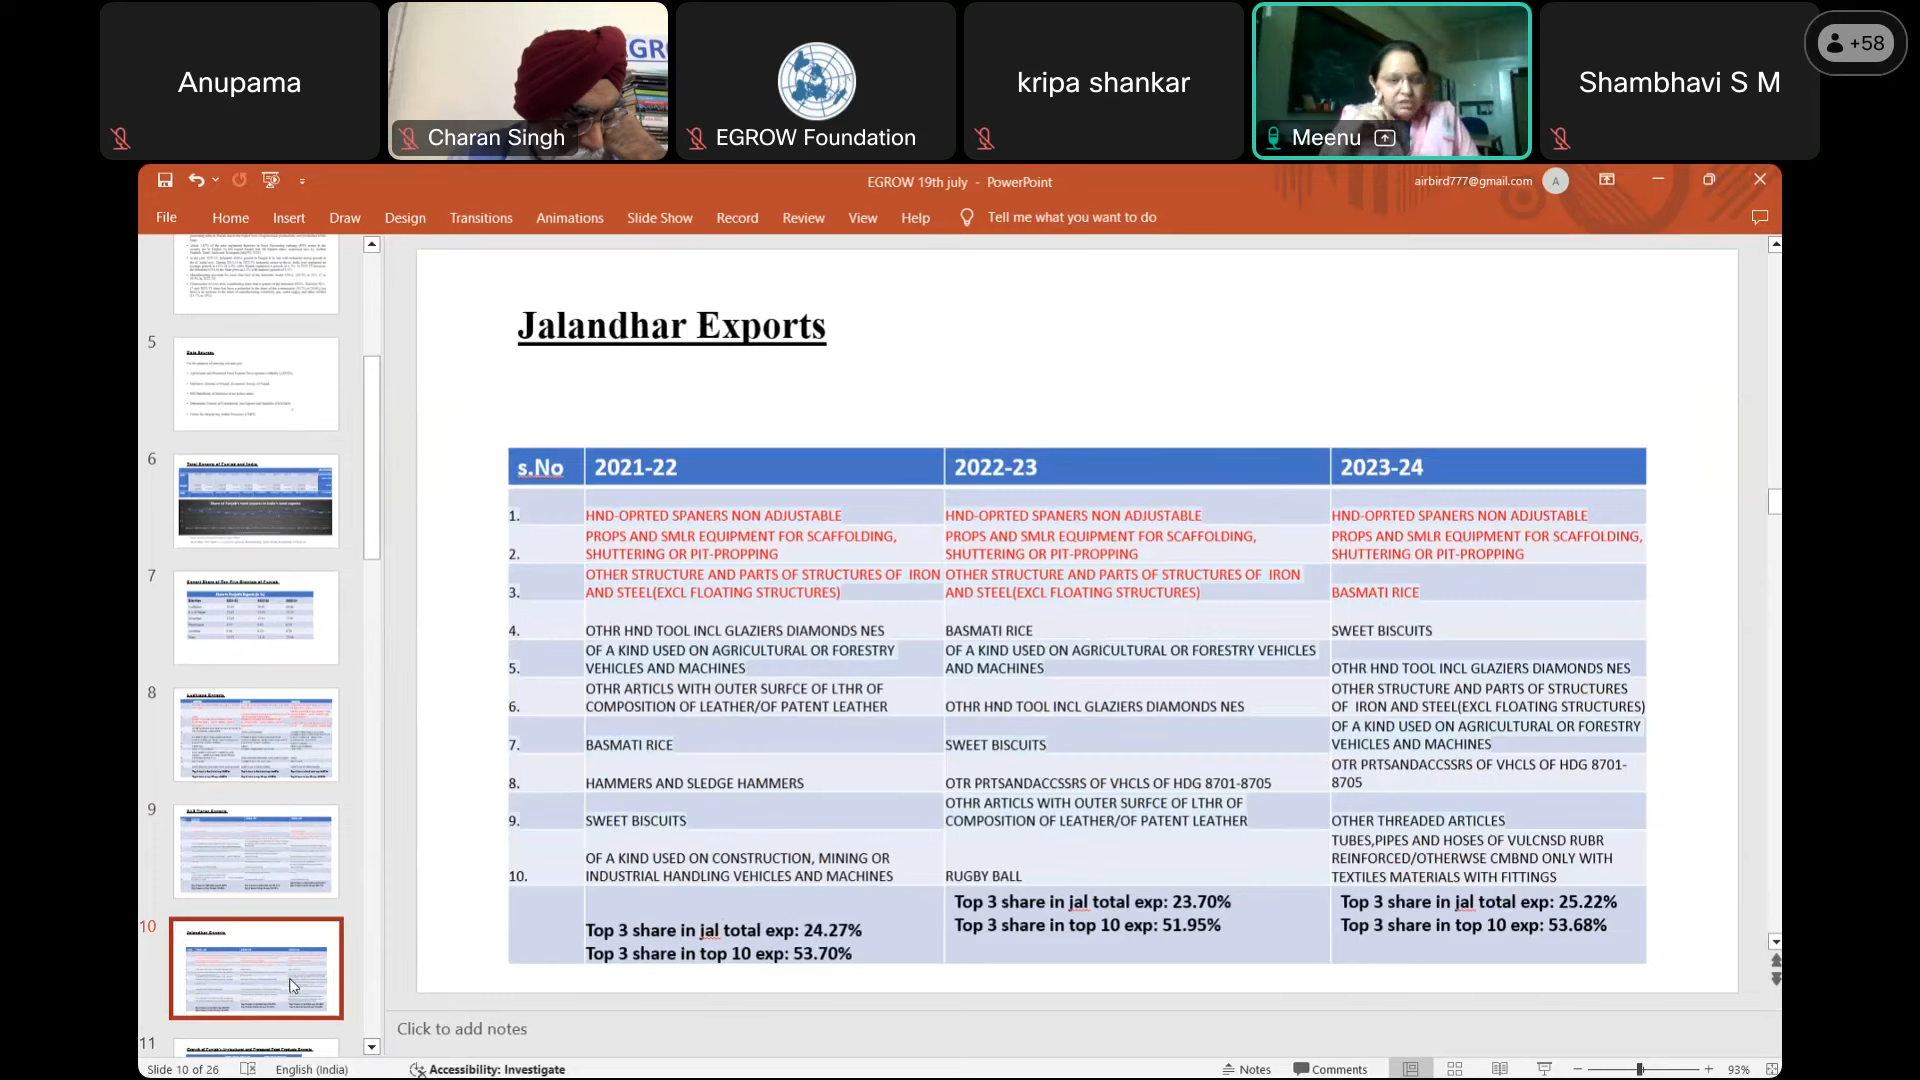 Anupama
Charan Singh
EGROW Foundation
kripa shankar
Meenu
Shambhavi S M
+58
EGROW 19th july - PowerPoint
airbird777@gmail.com
A
File Home Insert Draw Design Transitions Animations Slide Show Record Review View Help Tell me what you want to do
5
6
7
8
9
10
11
Jalandhar Exports
s.No 2021-22 2022-23 2023-24
1. HND-OPRTED SPANERS NON ADJUSTABLE HND-OPRTED SPANERS NON ADJUSTABLE HND-OPRTED SPANERS NON ADJUSTABLE
PROPS AND SMLR EQUIPMENT FOR SCAFFOLDING, PROPS AND SMLR EQUIPMENT FOR SCAFFOLDING, PROPS AND SMLR EQUIPMENT FOR SCAFFOLDING,
2. SHUTTERING OR PIT-PROPPING SHUTTERING OR PIT-PROPPING SHUTTERING OR PIT-PROPPING
OTHER STRUCTURE AND PARTS OF STRUCTURES OF IRON OTHER STRUCTURE AND PARTS OF STRUCTURES OF IRON
3. AND STEEL(EXCL FLOATING STRUCTURES) AND STEEL(EXCL FLOATING STRUCTURES) BASMATI RICE
4. OTHR HND TOOL INCL GLAZIERS DIAMONDS NES BASMATI RICE SWEET BISCUITS
OF A KIND USED ON AGRICULTURAL OR FORESTRY OF A KIND USED ON AGRICULTURAL OR FORESTRY VEHICLES
5. VEHICLES AND MACHINES AND MACHINES OTHR HND TOOL INCL GLAZIERS DIAMONDS NES
OTHR ARTICLS WITH OUTER SURFCE OF LTHR OF OTHER STRUCTURE AND PARTS OF STRUCTURES
6. COMPOSITION OF LEATHER/OF PATENT LEATHER OTHR HND TOOL INCL GLAZIERS DIAMONDS NES OF IRON AND STEEL(EXCL FLOATING STRUCTURES)
OF A KIND USED ON AGRICULTURAL OR FORESTRY
7. BASMATI RICE SWEET BISCUITS VEHICLES AND MACHINES
OTR PRTSANDACCSSRS OF VHCLS OF HDG 8701-
8. HAMMERS AND SLEDGE HAMMERS OTR PRTSANDACCSSRS OF VHCLS OF HDG 8701-8705 8705
OTHR ARTICLS WITH OUTER SURFCE OF LTHR OF
9. SWEET BISCUITS COMPOSITION OF LEATHER/OF PATENT LEATHER OTHER THREADED ARTICLES
TUBES,PIPES AND HOSES OF VULCNSD RUBR
OF A KIND USED ON CONSTRUCTION, MINING OR REINFORCED/OTHERWSE CMBND ONLY WITH
10. INDUSTRIAL HANDLING VEHICLES AND MACHINES RUGBY BALL TEXTILES MATERIALS WITH FITTINGS
Top 3 share in jal total exp: 23.70% Top 3 share in jal total exp: 25.22%
Top 3 share in top 10 exp: 51.95% Top 3 share in top 10 exp: 53.68%
Top 3 share in jal total exp: 24.27%
Top 3 share in top 10 exp: 53.70%
Click to add notes
Slide 10 of 26 English (India) Accessibility: Investigate Notes Comments 93%